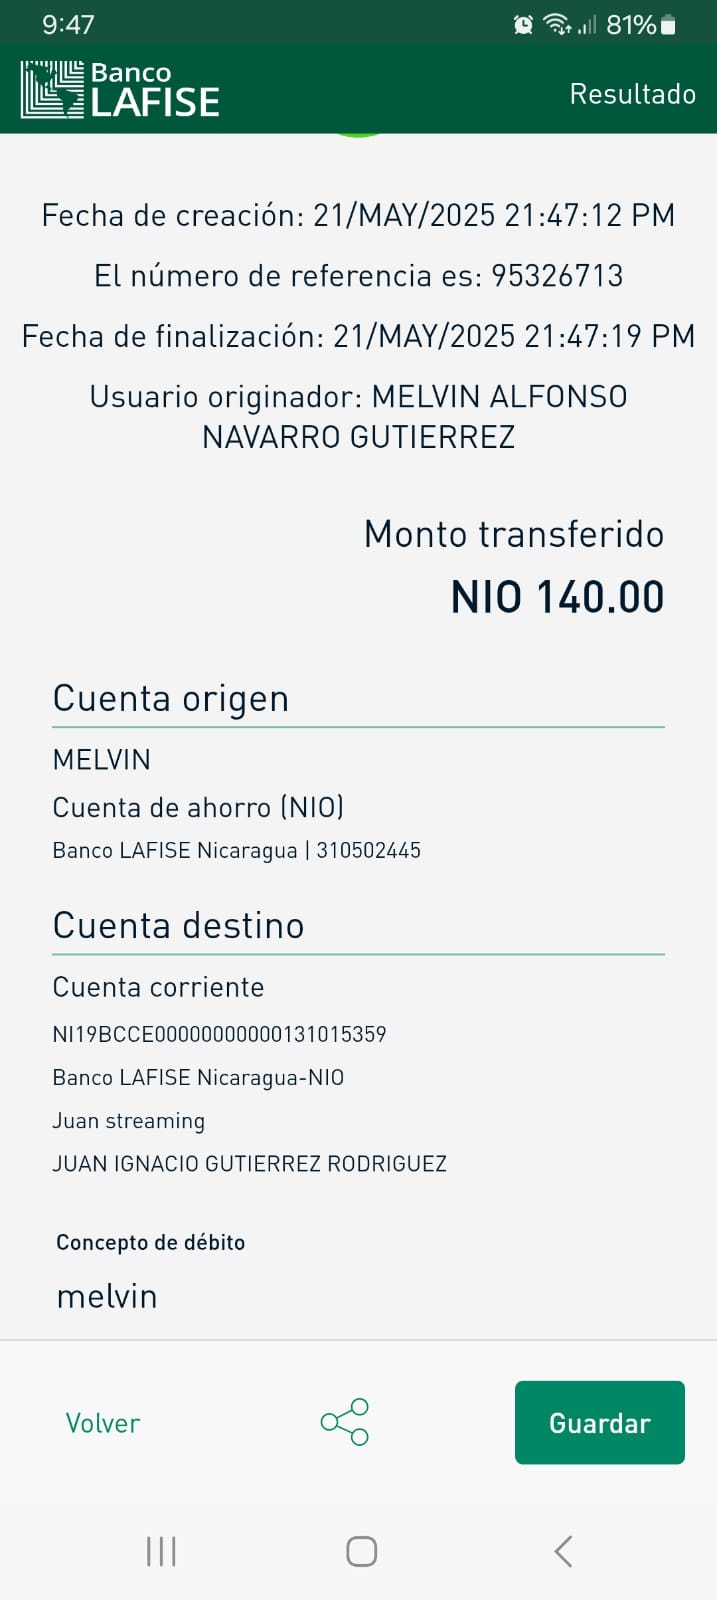 9:47
81%
Banco
LAFISE
Resultado
Fecha de creación: 21/MAY/2025 21:47:12 PM
El número de referencia es: 95326713
Fecha de finalización: 21/MAY/2025 21:47:19 PM
Usuario originador: MELVIN ALFONSO
NAVARRO GUTIERREZ
Monto transferido
NIO 140.00
Cuenta origen
MELVIN
Cuenta de ahorro (NIO)
Banco LAFISE Nicaragua | 310502445
Cuenta destino
Cuenta corriente
NI19BCCE00000000000131015359
Banco LAFISE Nicaragua-NIO
Juan streaming
JUAN IGNACIO GUTIERREZ RODRIGUEZ
Concepto de débito
melvin
Volver
Guardar